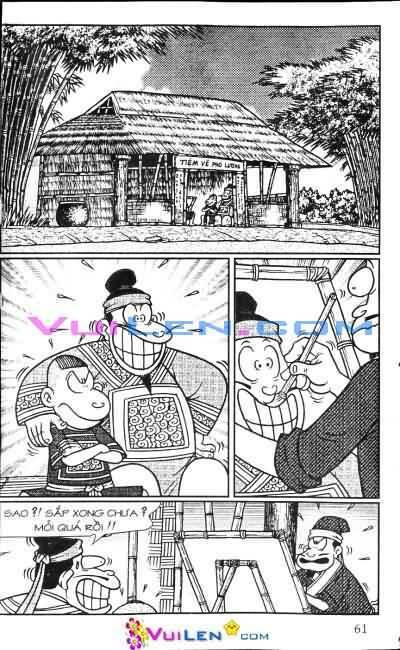 TIỆM VẼ PHO LƯƠNG
VuiLen.com
SAO ?! SẮP XONG CHƯA ?
MỎI QUÁ RỒI !!
61
VuiLen.com